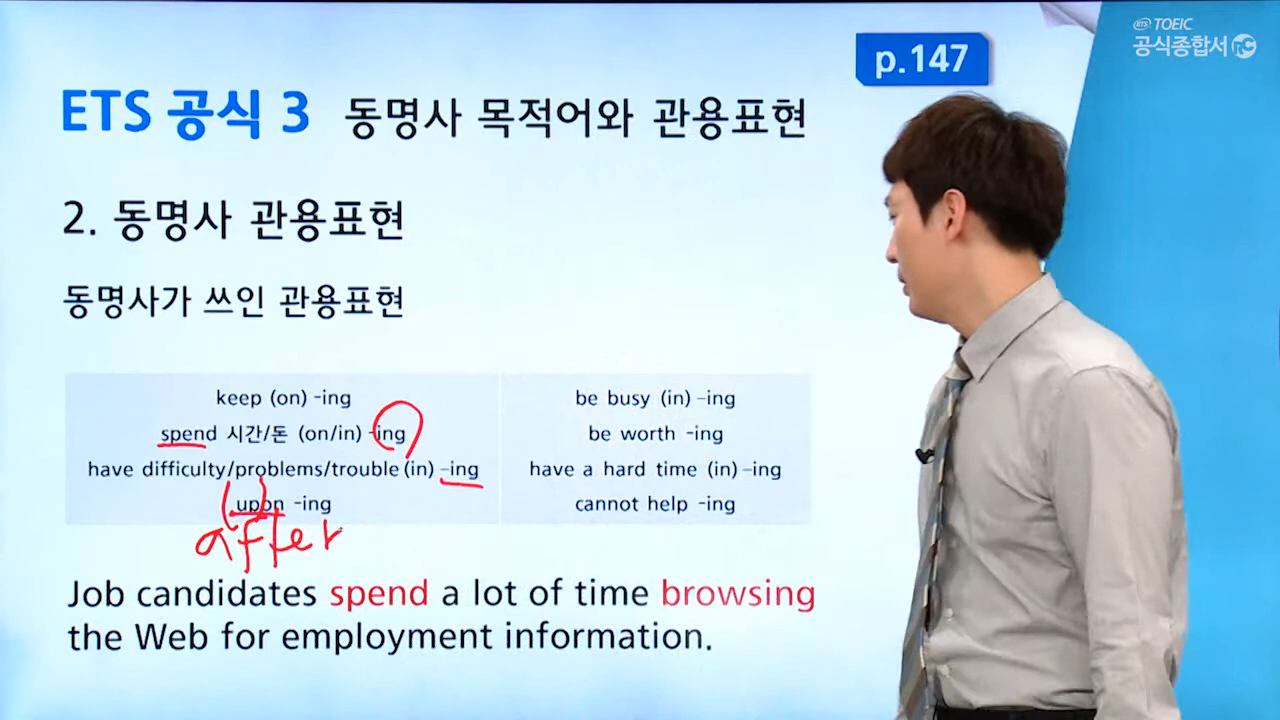 ETS TOEIC
공식종합서 RC
p.147
ETS 공식 3 동명사 목적어와 관용표현
2. 동명사 관용표현
동명사가 쓰인 관용표현
keep (on) -ing
spend 시간/돈 (on/in) -ing
have difficulty/problems/trouble (in) –ing
upon -ing
after
be busy (in) –ing
be worth -ing
have a hard time (in) –ing
cannot help -ing
Job candidates spend a lot of time browsing
the Web for employment information.